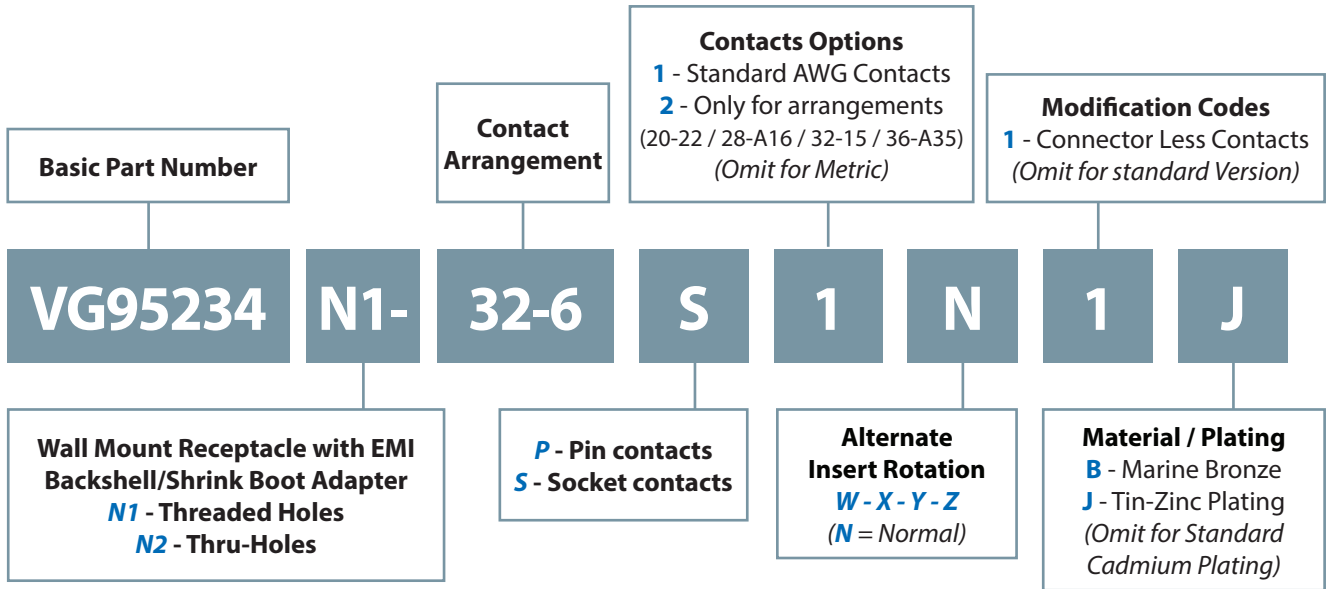 Basic Part Number
Contact
Arrangement
Contacts Options
1 - Standard AWG Contacts
2 - Only for arrangements
(20-22 / 28-A16 / 32-15 / 36-A35)
(Omit for Metric)
Modification Codes
1 - Connector Less Contacts
(Omit for standard Version)
VG95234 N1- 32-6 S 1 N 1 J
Wall Mount Receptacle with EMI
Backshell/Shrink Boot Adapter
N1 - Threaded Holes
N2 - Thru-Holes
P - Pin contacts
S - Socket contacts
Alternate
Insert Rotation
W - X - Y - Z
(N = Normal)
Material / Plating
B - Marine Bronze
J - Tin-Zinc Plating
(Omit for Standard
Cadmium Plating)